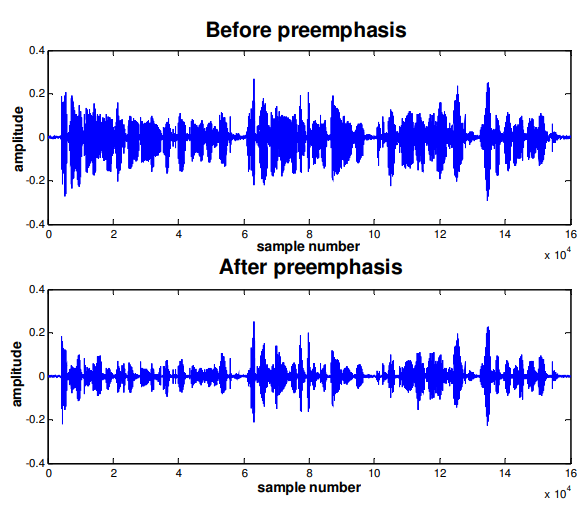 Before preemphasis
0.4
0.2
0
-0.2
-0.4
amplitude
0 2 4 6 8 10 12 14 16
sample number
x 10^4
After preemphasis
0.4
0.2
0
-0.2
-0.4
amplitude
0 2 4 6 8 10 12 14 16
sample number
x 10^4